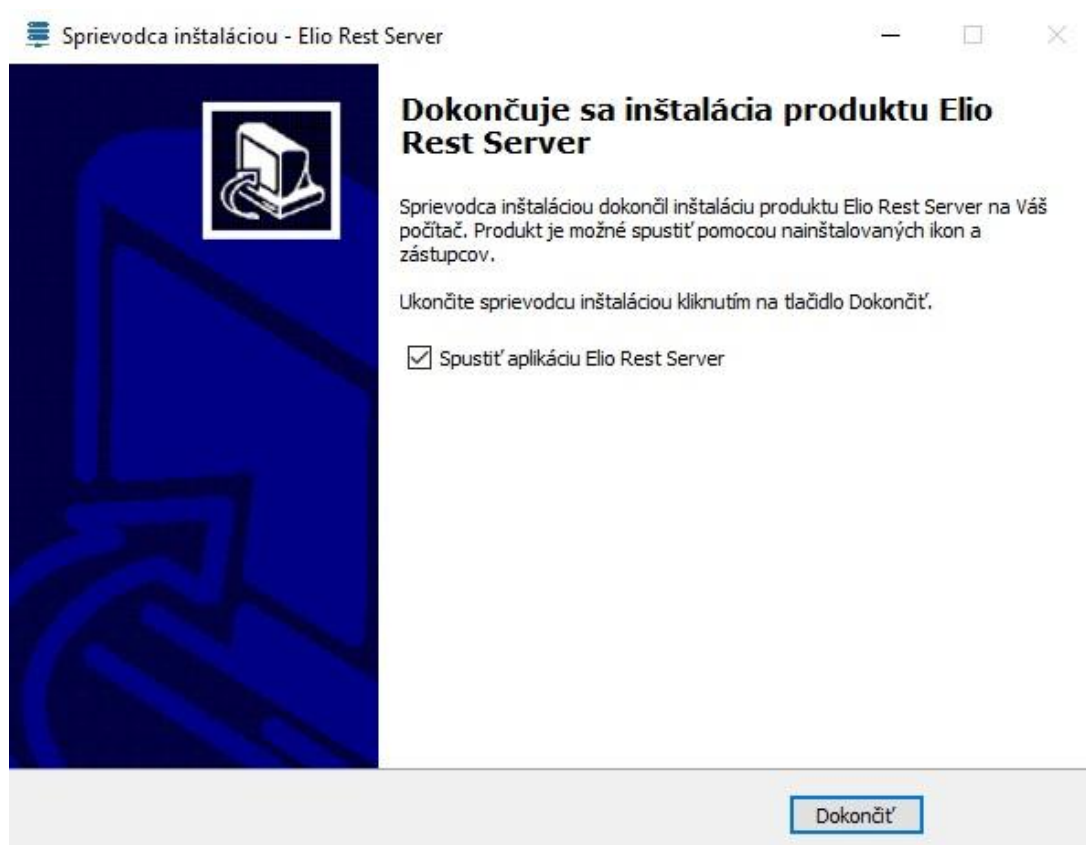 Sprievodca inštaláciou - Elio Rest Server
Dokončuje sa inštalácia produktu Elio
Rest Server
Sprievodca inštaláciou dokončil inštaláciu produktu Elio Rest Server na Váš
počítač. Produkt je možné spustiť pomocou nainštalovaných ikon a
zástupcov.
Ukončite sprievodcu inštaláciou kliknutím na tlačidlo Dokončiť.
Spustiť aplikáciu Elio Rest Server
Dokončiť